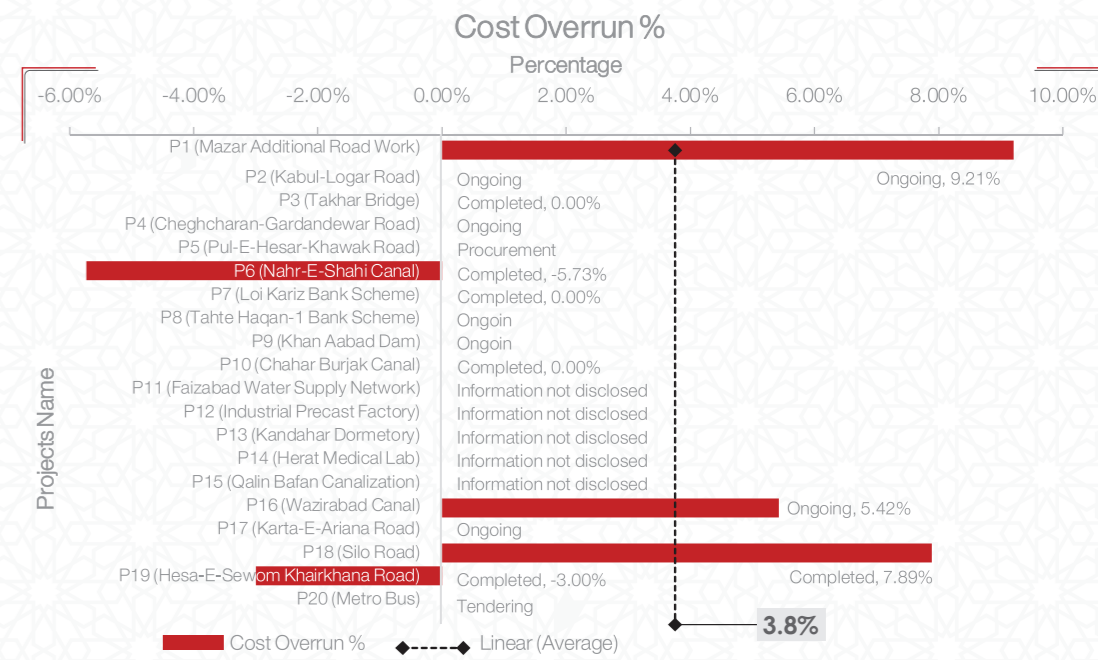 Cost Overrun %
Percentage
-6.00% -4.00% -2.00% 0.00% 2.00% 4.00% 6.00% 8.00% 10.00%
Projects Name
P1 (Mazar Additional Road Work)
Ongoing, 9.21%
P2 (Kabul-Logar Road) Ongoing
P3 (Takhar Bridge) Completed, 0.00%
P4 (Cheghcharan-Gardandewar Road) Ongoing
P5 (Pul-E-Hesar-Khawak Road) Procurement
P6 (Nahr-E-Shahi Canal) Completed, -5.73%
P7 (Loi Kariz Bank Scheme) Completed, 0.00%
P8 (Tahte Haqan-1 Bank Scheme) Ongoin
P9 (Khan Aabad Dam) Ongoin
P10 (Chahar Burjak Canal) Completed, 0.00%
P11 (Faizabad Water Supply Network) Information not disclosed
P12 (Industrial Precast Factory) Information not disclosed
P13 (Kandahar Dormetory) Information not disclosed
P14 (Herat Medical Lab) Information not disclosed
P15 (Qalin Bafan Canalization) Information not disclosed
P16 (Wazirabad Canal) Ongoing, 5.42%
P17 (Karta-E-Ariana Road) Ongoing
P18 (Silo Road)
Completed, 7.89%
P19 (Hesa-E-Sewom Khairkhana Road) Completed, -3.00%
P20 (Metro Bus) Tendering
3.8%
Cost Overrun % Linear (Average)